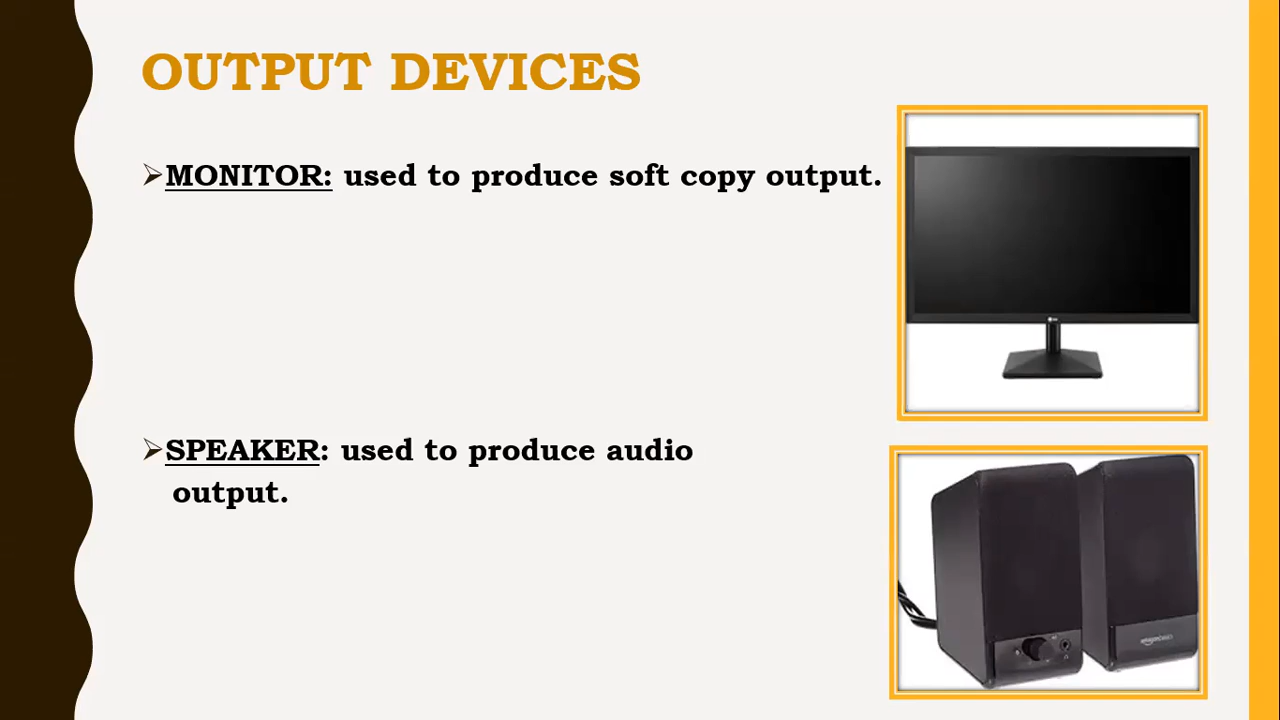 OUTPUT DEVICES
➢MONITOR: used to produce soft copy output.
➢SPEAKER: used to produce audio
output.